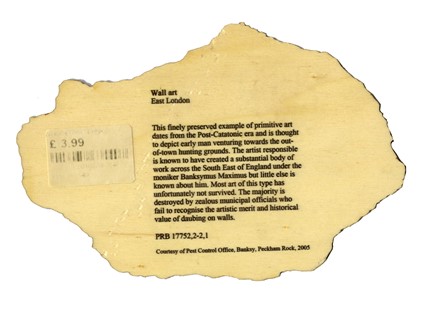 Wall art
East London
This finely preserved example of primitive art
dates from the Post-Catatonic era and is thought
to depict early man venturing towards the out-
of-town hunting grounds. The artist responsible
is known to have created a substantial body of
work across the South East of England under the
moniker Banksymus Maximus but little else is
known about him. Most art of this type has
unfortunately not survived. The majority is
destroyed by zealous municipal officials who
fail to recognise the artistic merit and historical
value of daubing on walls.
PRB 17752,2-2,1
Courtesy of Pest Control Office, Banksy, Peckham Rock, 2005
£ 3.99